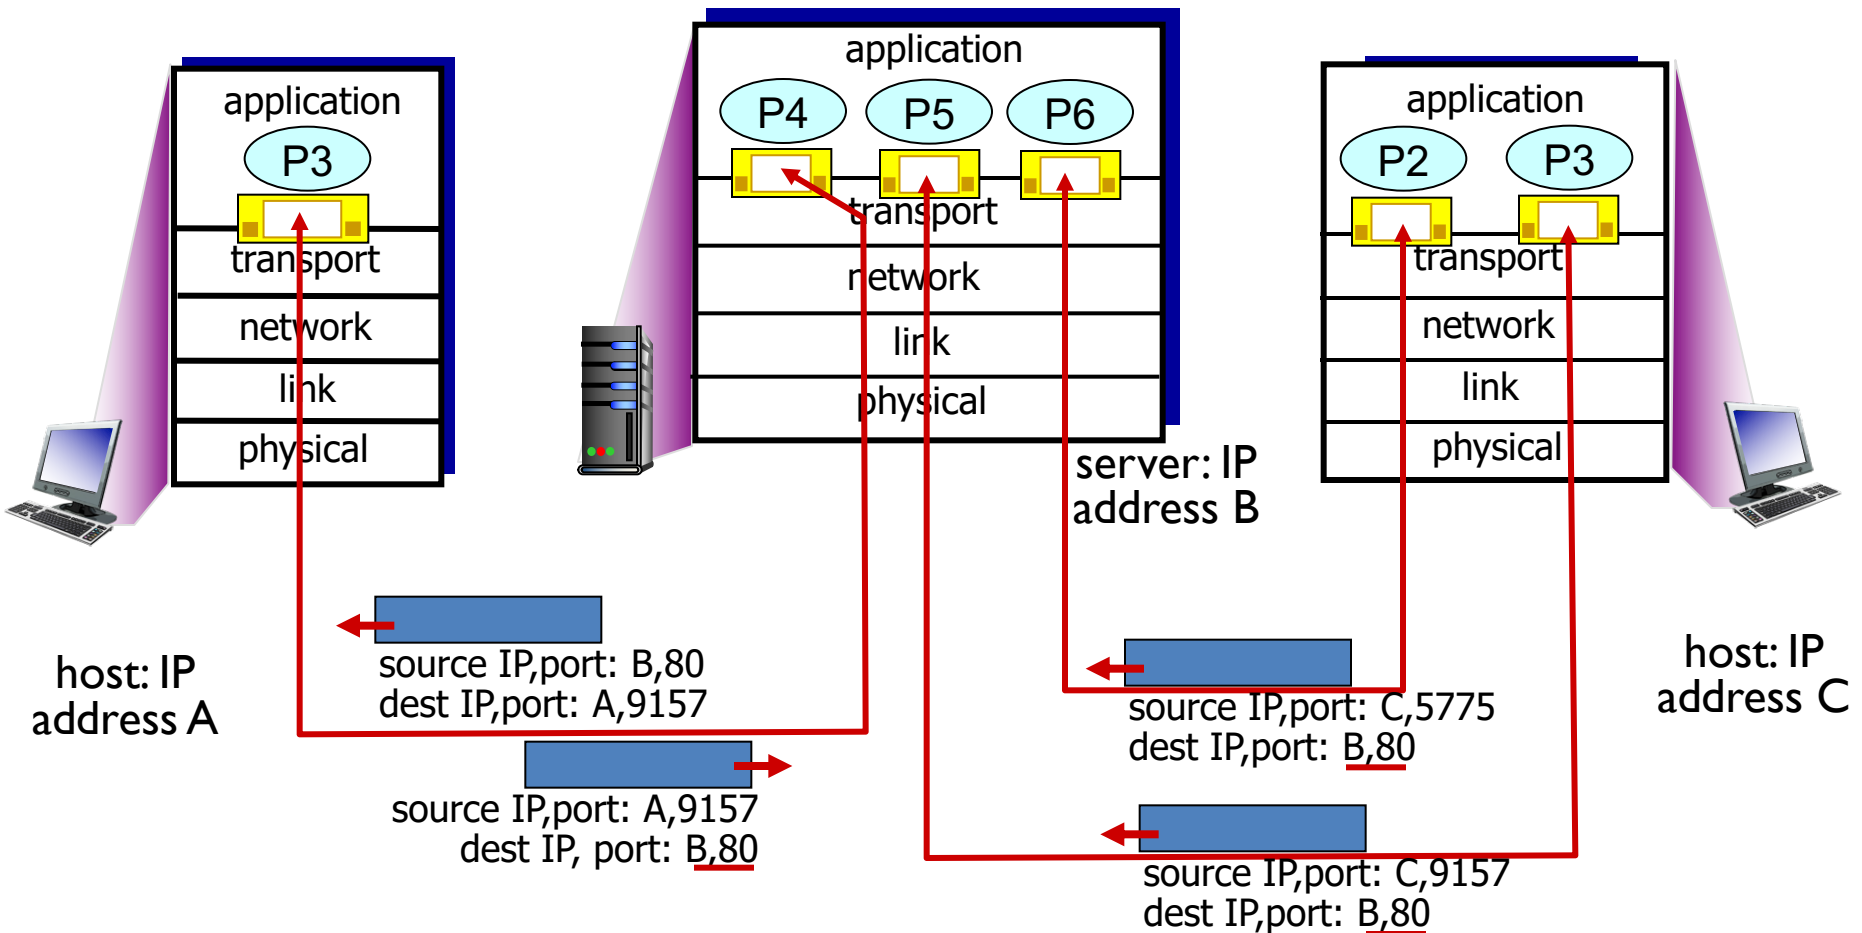 application
P3
transport
network
link
physical
host: IP
address A
application
P4
P5
P6
transport
network
link
physical
server: IP
address B
application
P2
P3
transport
network
link
physical
host: IP
address C
source IP,port: B,80
dest IP,port: A,9157
source IP,port: A,9157
dest IP, port: B,80
source IP,port: C,5775
dest IP,port: B,80
source IP,port: C,9157
dest IP,port: B,80